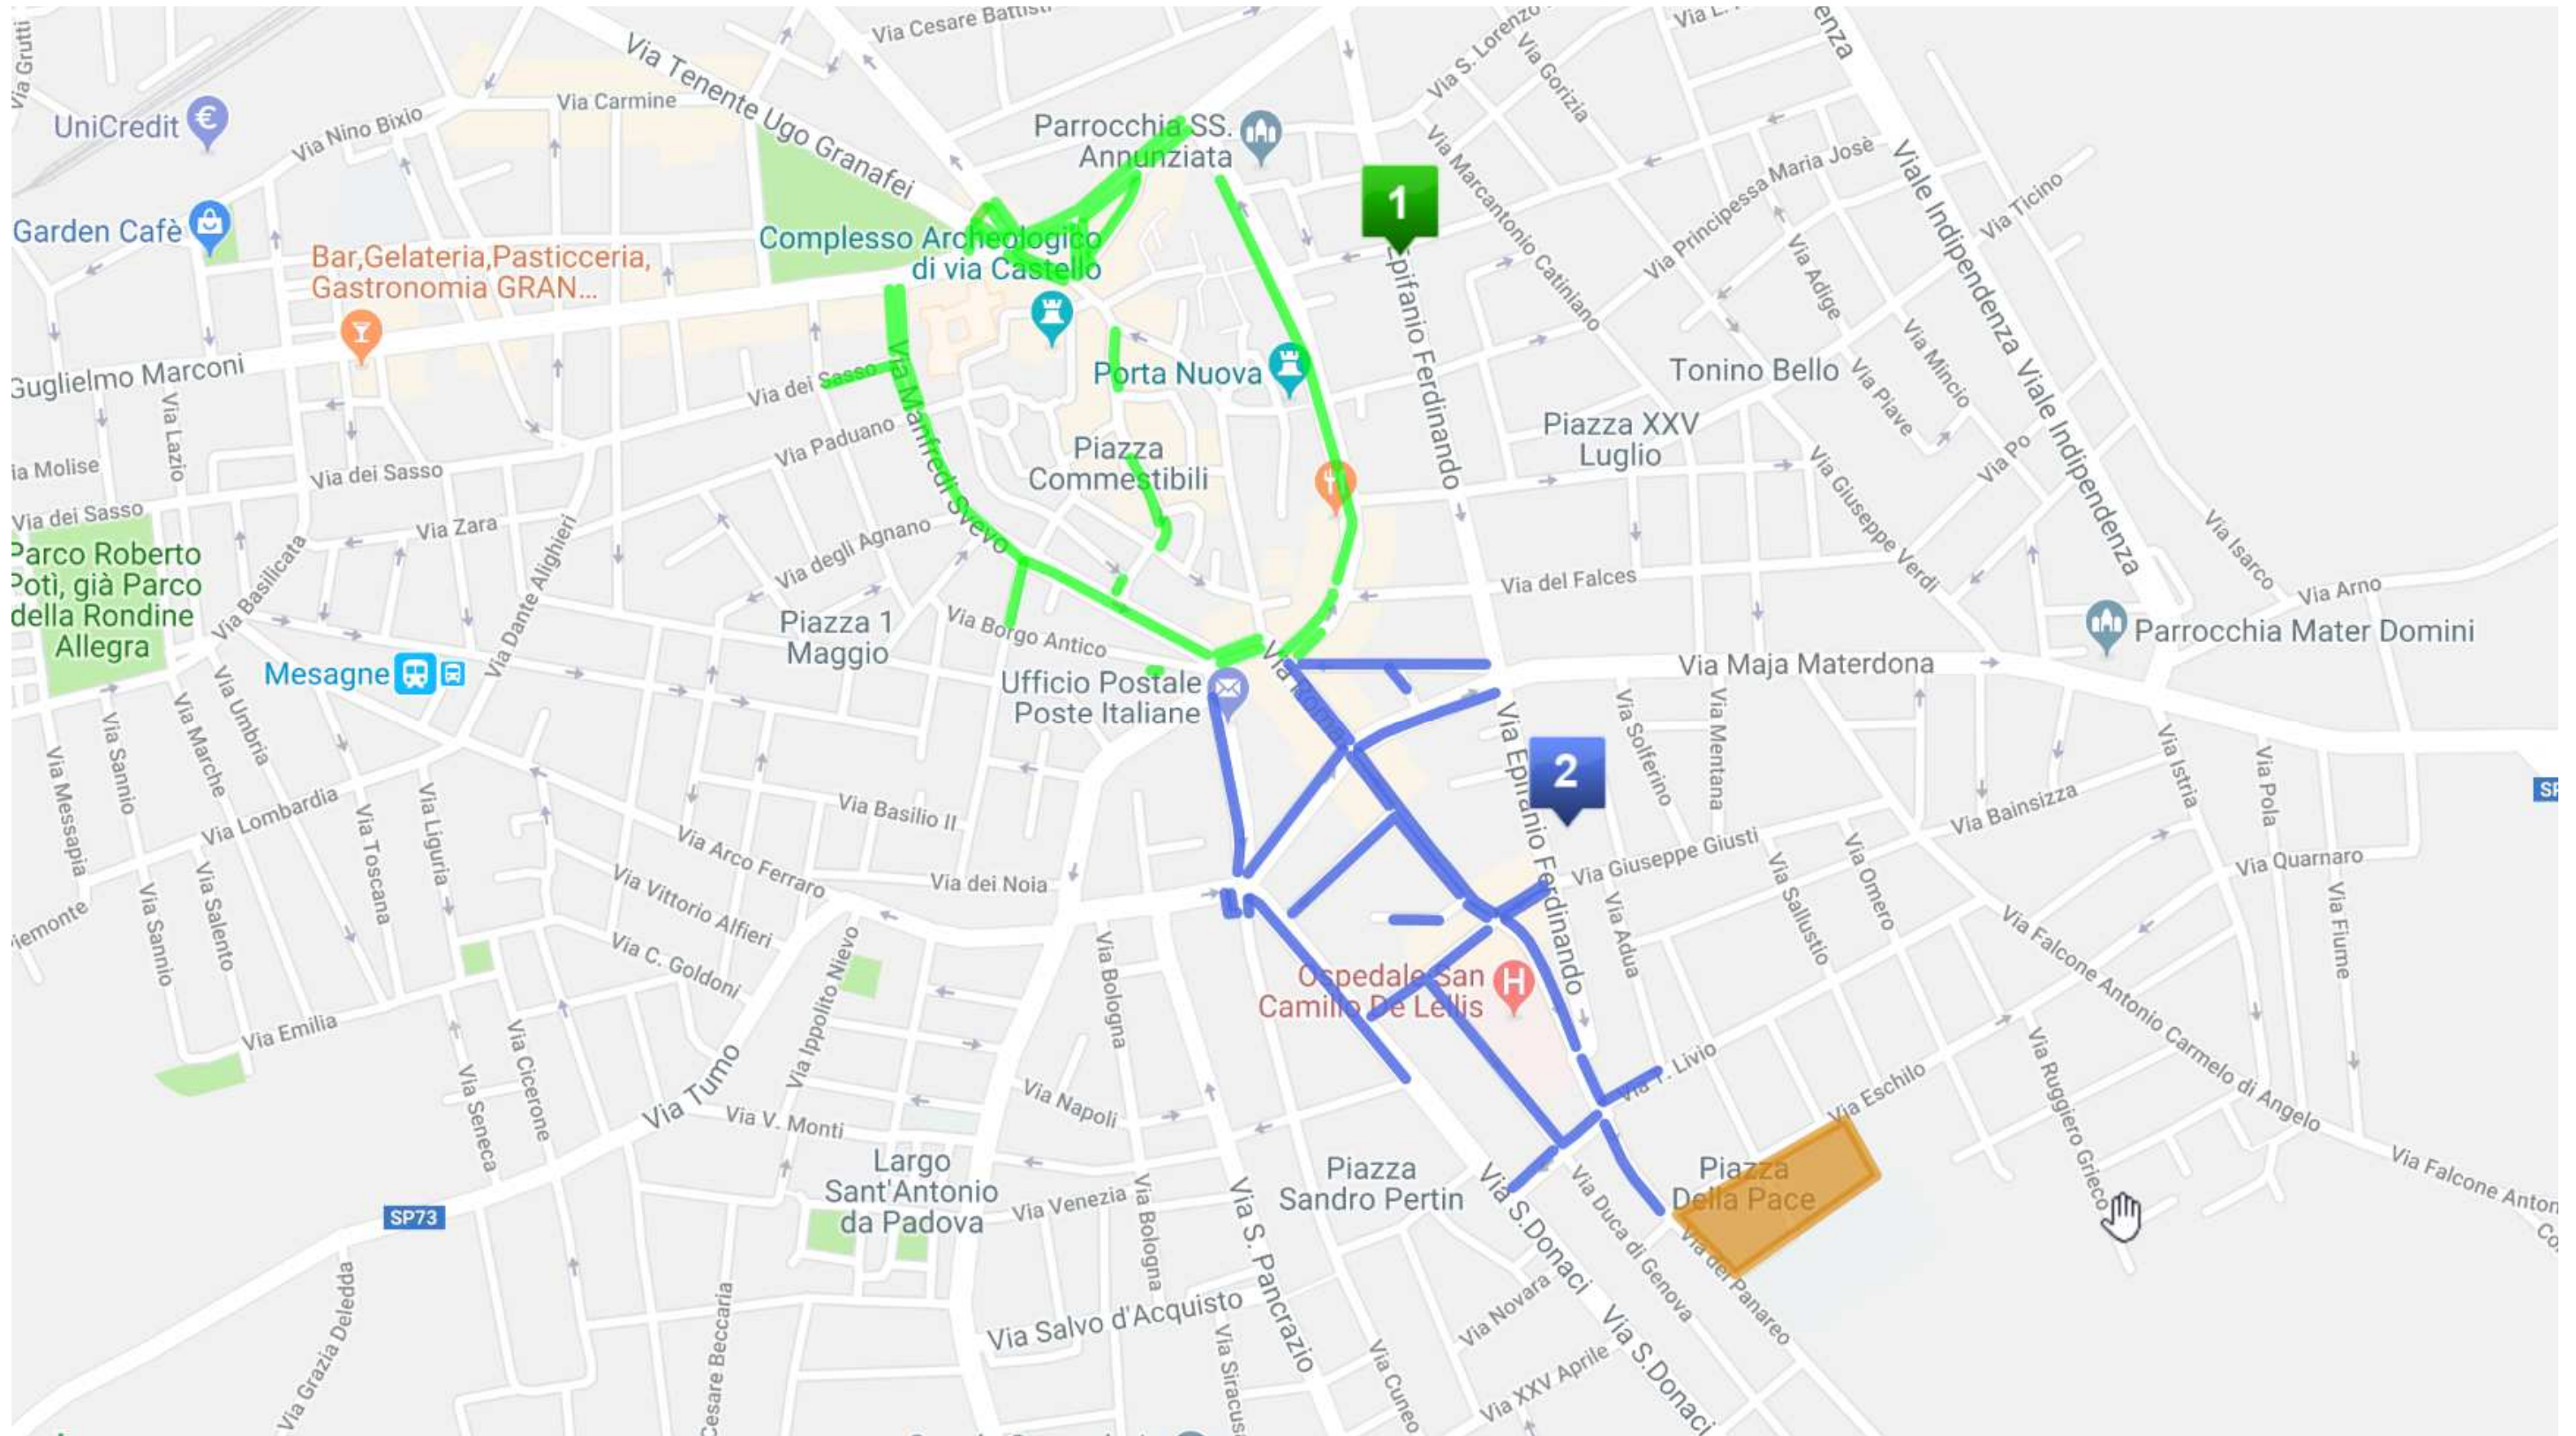 Via Cesare Battisti
Via S. Lorenzo
Via L.
Via Grutti
Via Tenente Ugo Granafei
Via Gorizia
UniCredit
Via Nino Bixio
Via Carmine
Parrocchia SS.
Annunziata
Via Marcantonio Catiniano
Via Principessa Maria Josè
Viale Indipendenza
Viale Indipendenza
Via Ticino
1
Garden Cafè
Bar,Gelateria,Pasticceria,
Gastronomia GRAN...
Complesso Archeologico
di via Castello
Epifanio Ferdinando
Via Adige
Via Mincio
Via Piave
Via Po
Tonino Bello
Guglielmo Marconi
Via Lazio
Via dei Sasso
Via Manfredi Svevo
Porta Nuova
Piazza XXV
Luglio
Via Paduano
Piazza
Commestibili
ia Molise
Via dei Sasso
Via dei Sasso
Via Zara
Via Basilicata
Via Dante Alighieri
Via degli Agnano
Via Giuseppe Verdi
Via Isarco
Via Arno
Parco Roberto
Potì, già Parco
della Rondine
Allegra
Via del Falces
Piazza 1
Maggio
Via Borgo Antico
Parrocchia Mater Domini
Via Maja Materdona
Mesagne
Ufficio Postale
Poste Italiane
Via Roma
Via Umbria
Via Marche
Via Sannio
Via Messapia
Via Solferino
Via Mentana
Via Istria
Via Pola
2
Via Epifanio Ferdinando
Via Lombardia
Via Toscana
Via Liguria
Via Basilio II
Via Arco Ferraro
Via dei Noia
Via Giuseppe Giusti
Via Bainsizza
Via Quarnaro
Via Fiume
SP
Via Sannio
Via Salento
Via Vittorio Alfieri
Via C. Goldoni
Via Ippolito Nievo
Via Bologna
Via Adua
Via Sallustio
Via Omero
iemonte
Ospedale San
Camillo De Lellis
H
Via Falcone Antonio Carmelo di Angelo
Via Emilia
Via Seneca
Via Cicerone
Via Tumo
Via V. Monti
Via Napoli
Via T. Livio
Via Eschilo
Via Ruggiero Grieco
Largo
Sant'Antonio
da Padova
Via Venezia
Via Bologna
Via S. Pancrazio
Piazza
Sandro Pertin
Piazza
Della Pace
Via Falcone Anton
Co
SP73
Via S.Donaci
Via Duca di Genova
Via dei Panareo
Via Grazia Deledda
Cesare Beccaria
Via Salvo d'Acquisto
Via Siracusa
Via Cuneo
Via Novara
Via XXV Aprile
Via S.Donaci